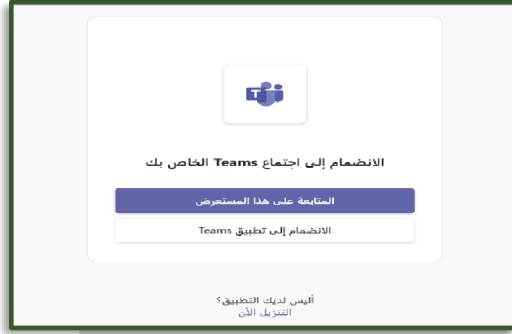 الانضمام إلى اجتماع Teams الخاص بك
المتابعة على هذا المستعرض
الانضمام إلى تطبيق Teams
أليس لديك التطبيق؟
التنزيل الآن